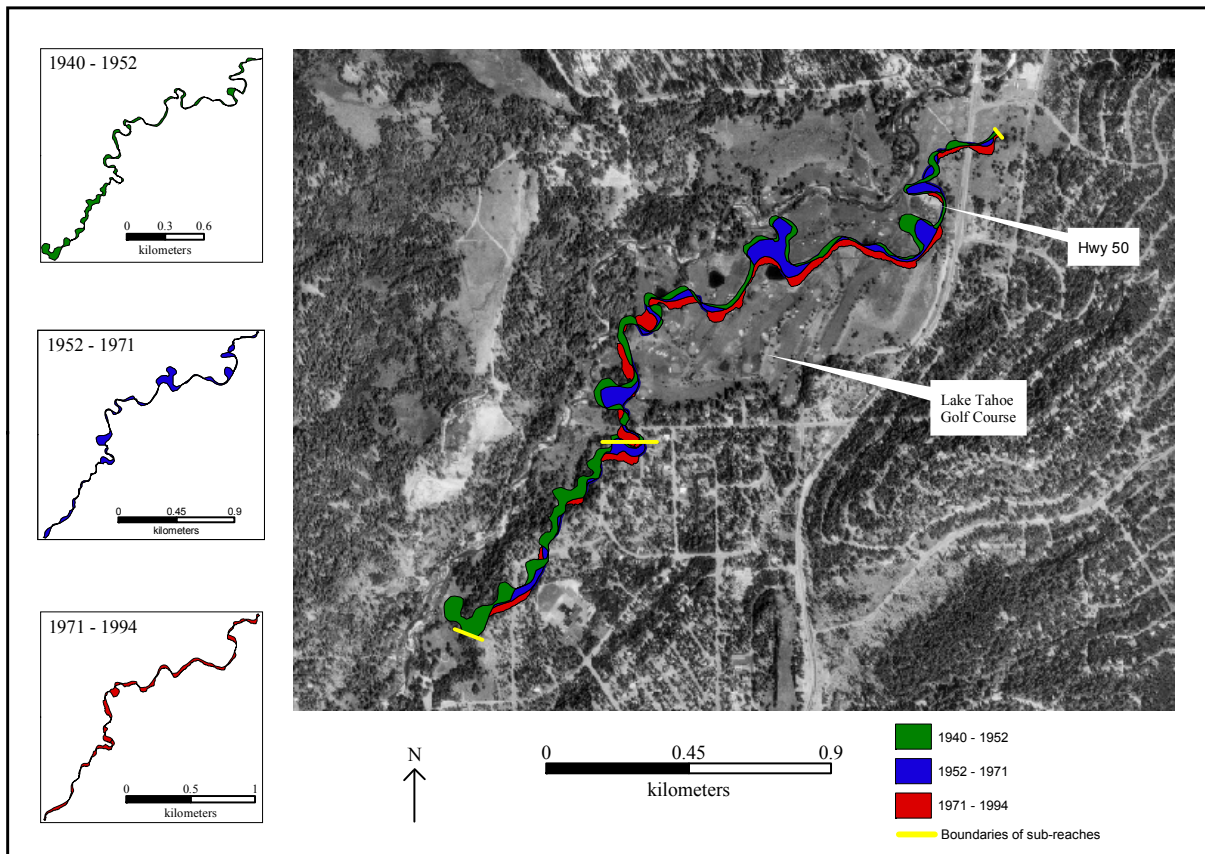 1940 - 1952
0 0.3 0.6
kilometers
1952 - 1971
0 0.45 0.9
kilometers
1971 - 1994
0 0.5 1
kilometers
Hwy 50
Lake Tahoe
Golf Course
N
0 0.45 0.9
kilometers
1940 - 1952
1952 - 1971
1971 - 1994
Boundaries of sub-reaches